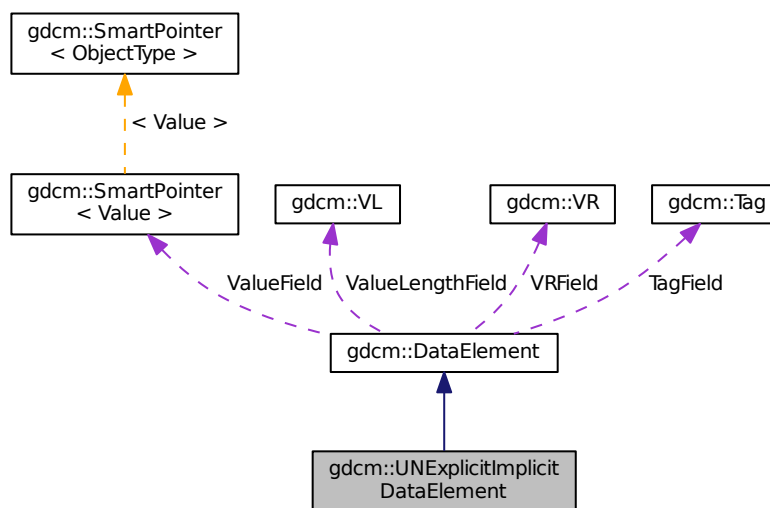 gdcm::SmartPointer
< ObjectType >
< Value >
gdcm::SmartPointer
< Value >
gdcm::VL
gdcm::VR
gdcm::Tag
ValueField
ValueLengthField
VRField
TagField
gdcm::DataElement
gdcm::UNExplicitImplicit
DataElement